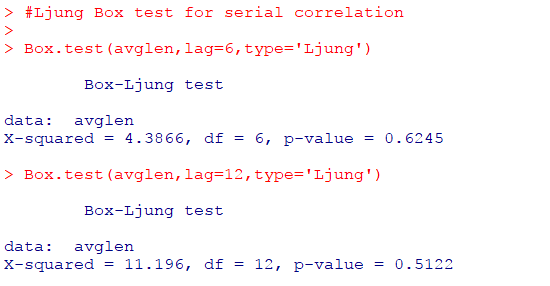 > #Ljung Box test for serial correlation
>
> Box.test(avglen,lag=6,type='Ljung')
Box-Ljung test
data:  avglen
X-squared = 4.3866, df = 6, p-value = 0.6245
> Box.test(avglen,lag=12,type='Ljung')
Box-Ljung test
data:  avglen
X-squared = 11.196, df = 12, p-value = 0.5122